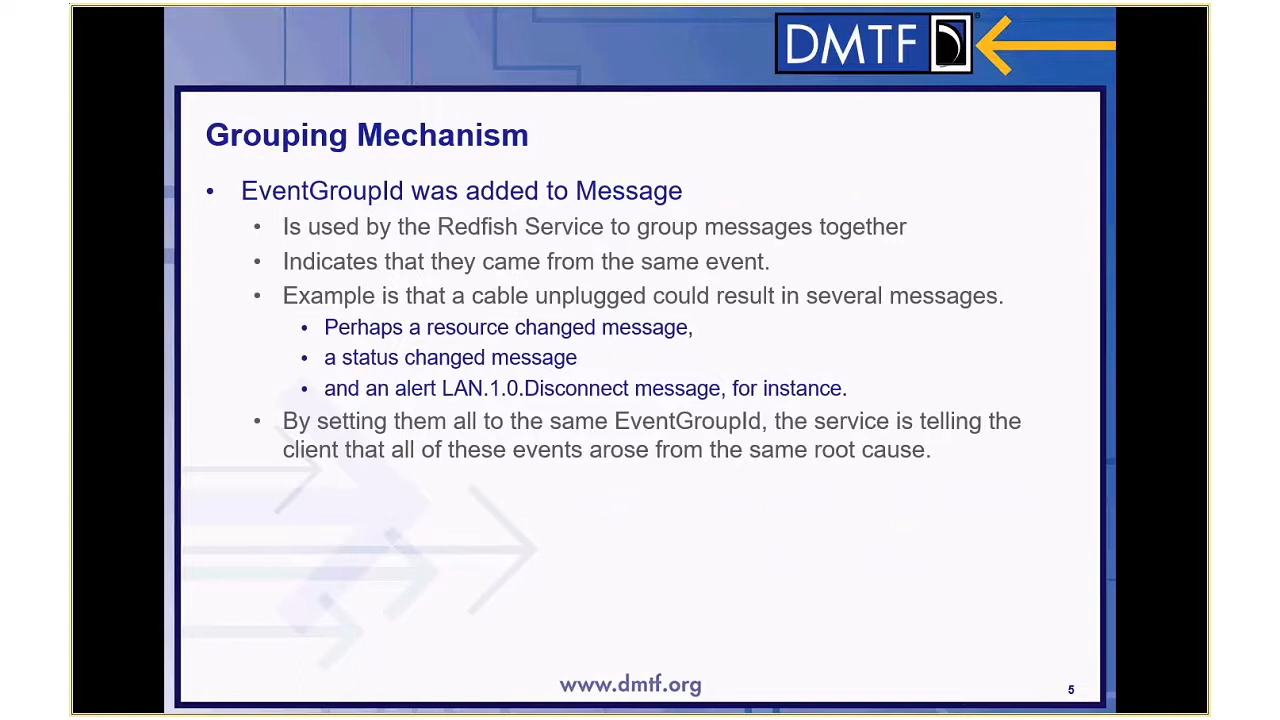 DMTF
Grouping Mechanism
• EventGroupId was added to Message
• Is used by the Redfish Service to group messages together
• Indicates that they came from the same event.
• Example is that a cable unplugged could result in several messages.
• Perhaps a resource changed message,
• a status changed message
• and an alert LAN.1.0.Disconnect message, for instance.
• By setting them all to the same EventGroupId, the service is telling the
client that all of these events arose from the same root cause.
www.dmtf.org
5